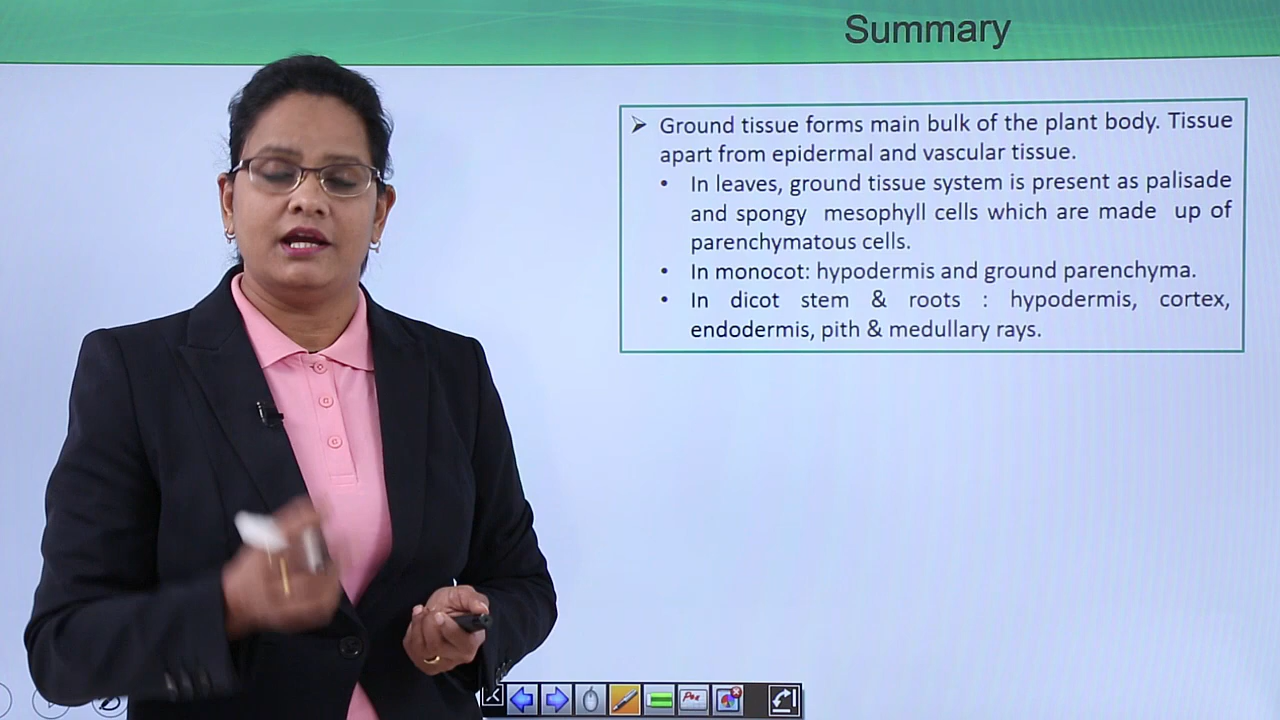 Summary
➢ Ground tissue forms main bulk of the plant body. Tissue
apart from epidermal and vascular tissue.
• In leaves, ground tissue system is present as palisade
and spongy mesophyll cells which are made up of
parenchymatous cells.
• In monocot: hypodermis and ground parenchyma.
• In dicot stem & roots : hypodermis, cortex,
endodermis, pith & medullary rays.